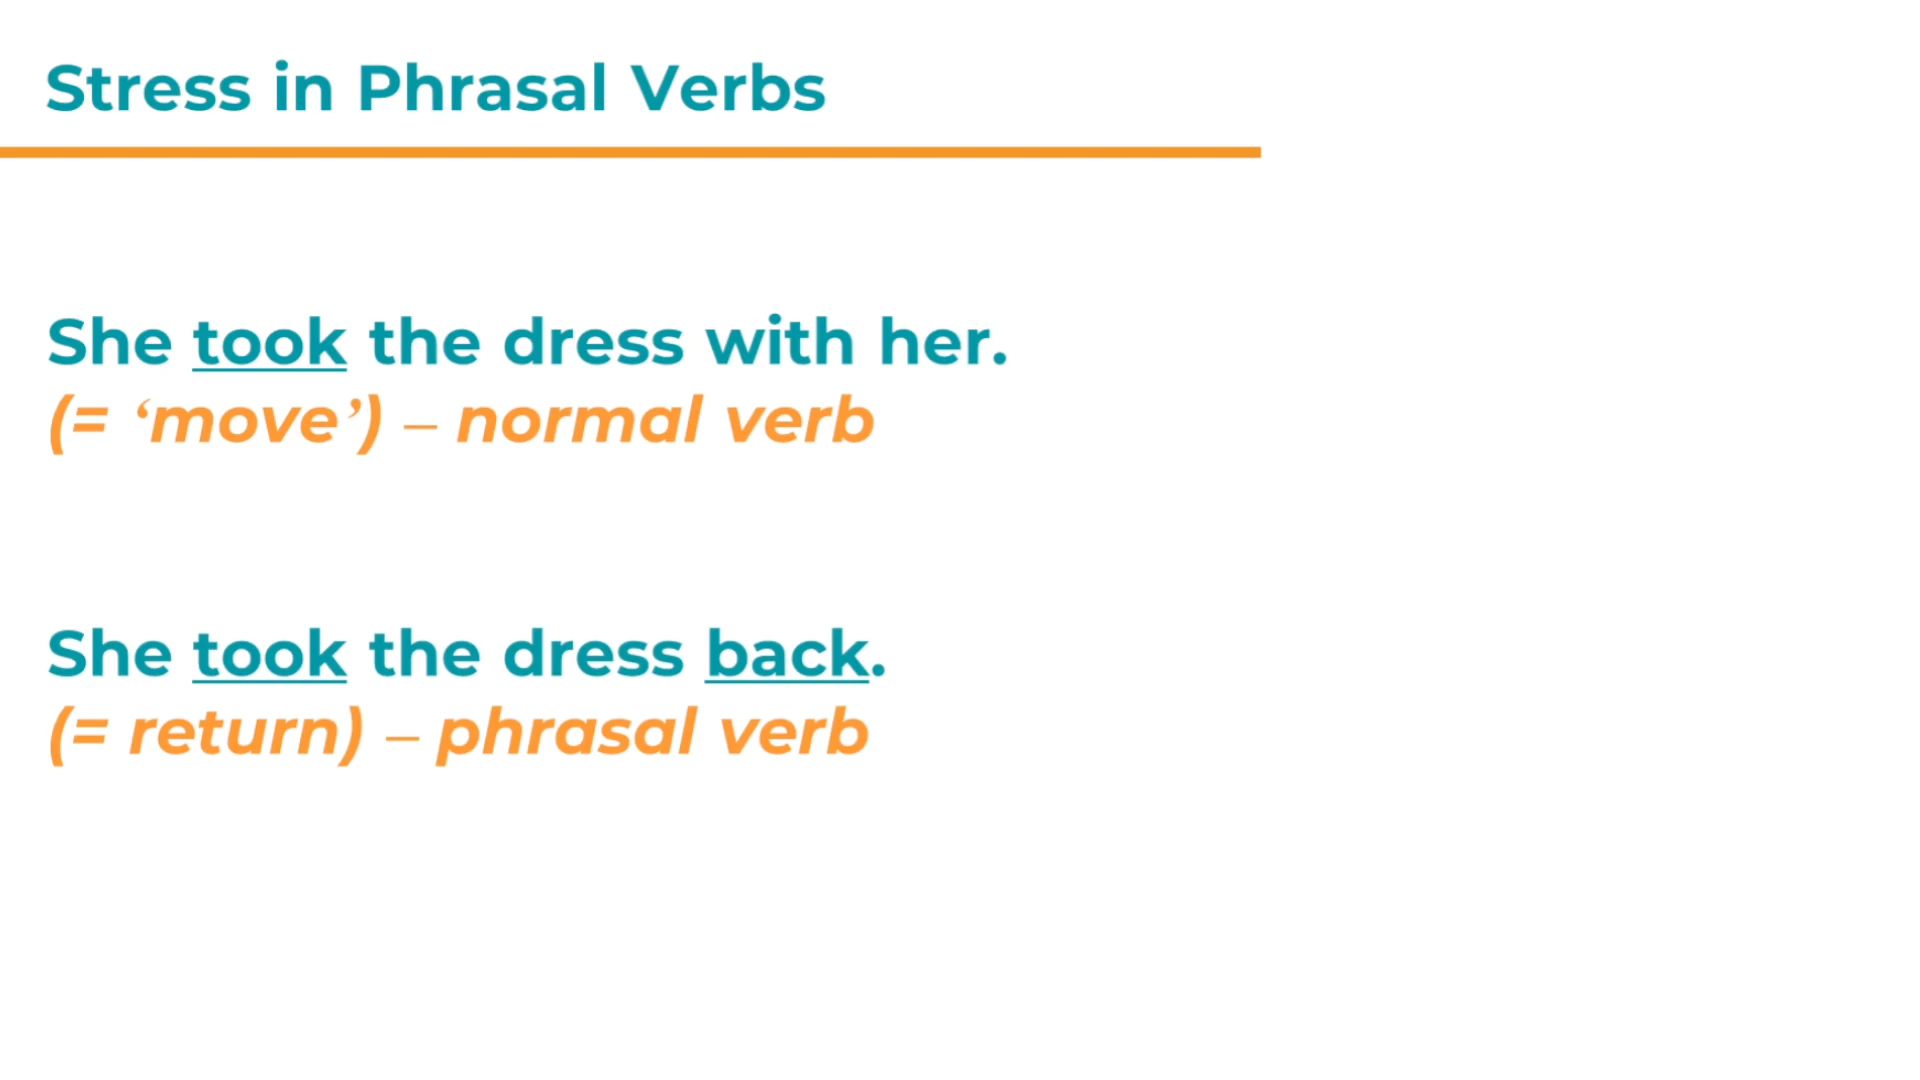 Stress in Phrasal Verbs
She took the dress with her.
(= ‘move’) – normal verb
She took the dress back.
(= return) – phrasal verb